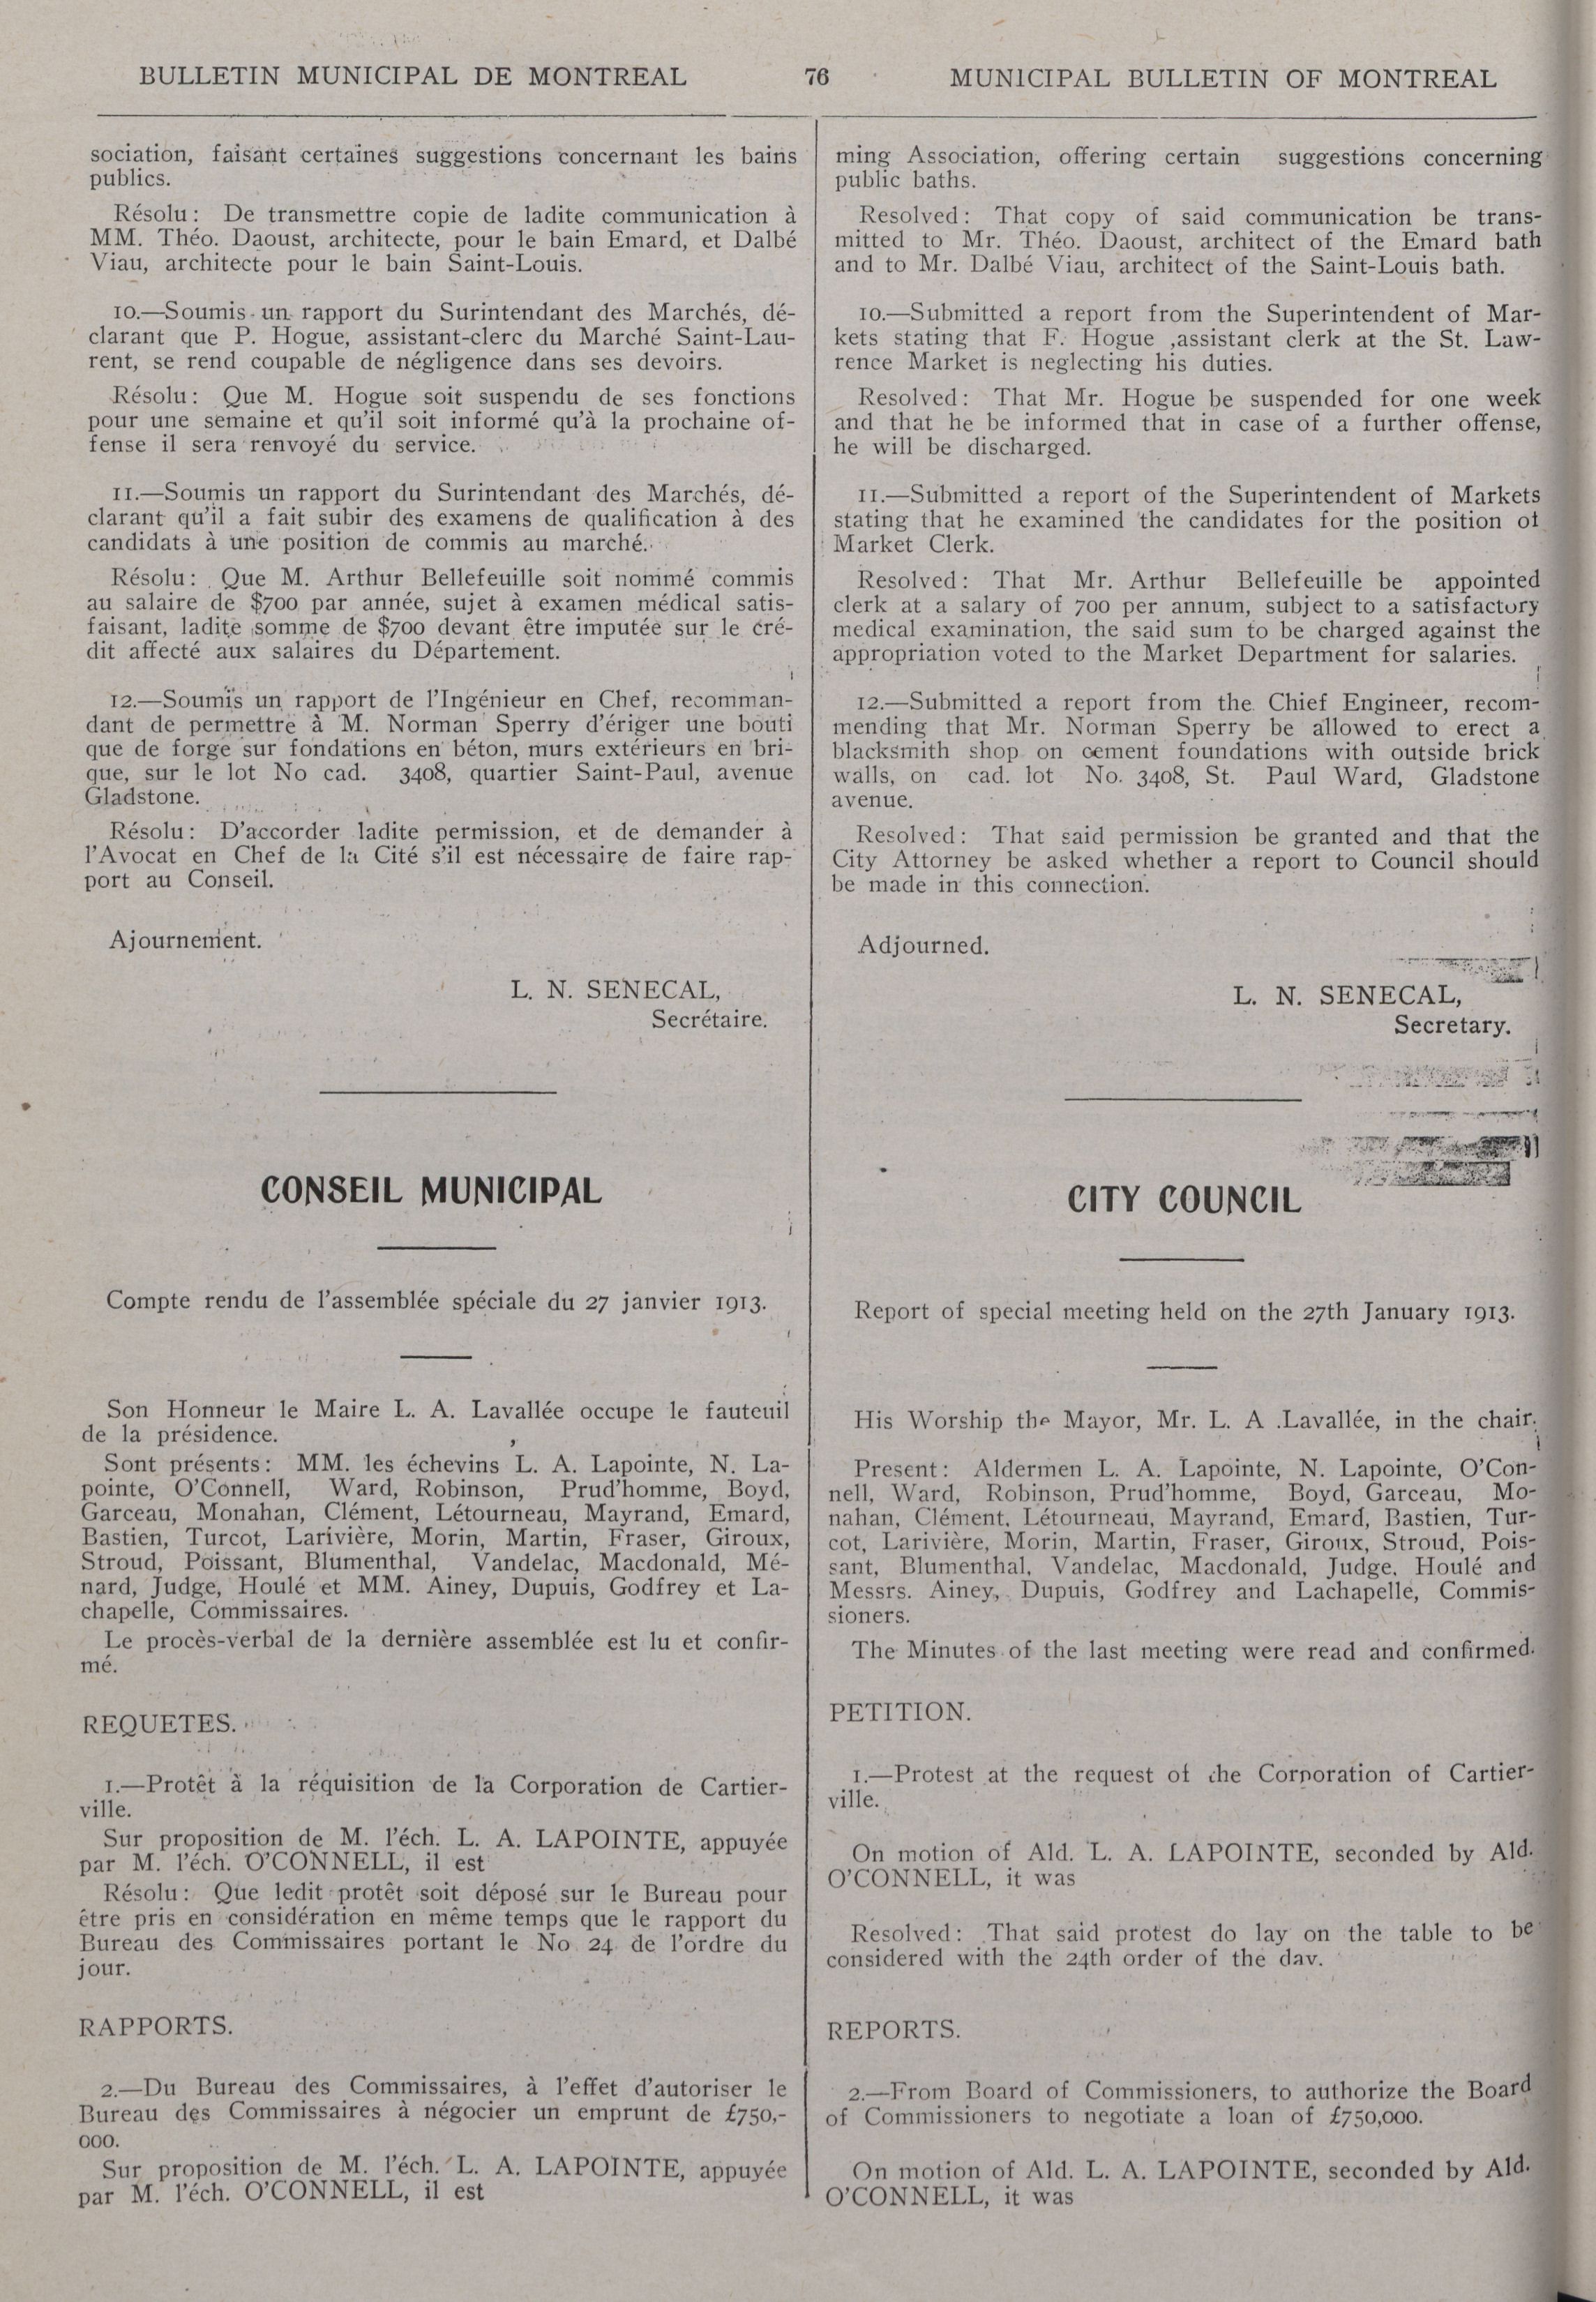 BULLETIN MUNICIPAL DE MONTREAL 76 MUNICIPAL BULLETIN OF MONTREAL
sociation, faisant certaines suggestions concernant les bains
publics.
Résolu: De transmettre copie de ladite communication à
MM. Théo. Daoust, architecte, pour le bain Emard, et Dalbé
Viau, architecte pour le bain Saint-Louis.
10.—Soumis un rapport du Surintendant des Marchés, dé-
clarant que P. Hogue, assistant-clerc du Marché Saint-Lau-
rent, se rend coupable de négligence dans ses devoirs.
Résolu: Que M. Hogue soit suspendu de ses fonctions
pour une semaine et qu'il soit informé qu'à la prochaine of-
fense il sera renvoyé du service.
11.—Soumis un rapport du Surintendant des Marchés, dé-
clarant qu'il a fait subir des examens de qualification à des
candidats à une position de commis au marché.
Résolu: Que M. Arthur Bellefeuille soit nommé commis
au salaire de $700 par année, sujet à examen médical satis-
faisant, ladite somme de $700 devant être imputée sur le cré-
dit affecté aux salaires du Département.
12.—Soumis un rapport de l'Ingénieur en Chef, recomman-
dant de permettre à M. Norman Sperry d'ériger une bouti
que de forge sur fondations en béton, murs extérieurs en bri-
que, sur le lot No cad. 3408, quartier Saint-Paul, avenue
Gladstone.
Résolu: D'accorder ladite permission, et de demander à
l'Avocat en Chef de la Cité s'il est nécessaire de faire rap-
port au Conseil.
Ajournement.
L. N. SENECAL,
Secrétaire.
CONSEIL MUNICIPAL
Compte rendu de l'assemblée spéciale du 27 janvier 1913.
Son Honneur le Maire L. A. Lavallée occupe le fauteuil
de la présidence.
Sont présents: MM. les échevins L. A. Lapointe, N. La-
pointe, O'Connell, Ward, Robinson, Prud'homme, Boyd,
Garceau, Monahan, Clément, Létourneau, Mayrand, Emard,
Bastien, Turcot, Larivière, Morin, Martin, Fraser, Giroux,
Stroud, Poissant, Blumenthal, Vandelac, Macdonald, Mé-
nard, Judge, Houlé et MM. Ainey, Dupuis, Godfrey et La-
chapelle, Commissaires.
Le procès-verbal de la dernière assemblée est lu et confir-
mé.
REQUETES.
1.—Protêt à la réquisition de la Corporation de Cartier-
ville.
Sur proposition de M. l'éch. L. A. LAPOINTE, appuyée
par M. l'éch. O'CONNELL, il est
Résolu: Que ledit protêt soit déposé sur le Bureau pour
être pris en considération en même temps que le rapport du
Bureau des Commissaires portant le No 24 de l'ordre du
jour.
RAPPORTS.
2.—Du Bureau des Commissaires, à l'effet d'autoriser le
Bureau des Commissaires à négocier un emprunt de £750,-
000.
Sur proposition de M. l'éch. L. A. LAPOINTE, appuyée
par M. l'éch. O'CONNELL, il est
ming Association, offering certain suggestions concerning
public baths.
Resolved: That copy of said communication be trans-
mitted to Mr. Théo. Daoust, architect of the Emard bath
and to Mr. Dalbé Viau, architect of the Saint-Louis bath.
10.—Submitted a report from the Superintendent of Mar-
kets stating that F. Hogue ,assistant clerk at the St. Law-
rence Market is neglecting his duties.
Resolved: That Mr. Hogue be suspended for one week
and that he be informed that in case of a further offense,
he will be discharged.
11.—Submitted a report of the Superintendent of Markets
stating that he examined the candidates for the position of
Market Clerk.
Resolved: That Mr. Arthur Bellefeuille be appointed
clerk at a salary of 700 per annum, subject to a satisfactory
medical examination, the said sum to be charged against the
appropriation voted to the Market Department for salaries.
12.—Submitted a report from the Chief Engineer, recom-
mending that Mr. Norman Sperry be allowed to erect a
blacksmith shop on cement foundations with outside brick
walls, on cad. lot No. 3408, St. Paul Ward, Gladstone
avenue.
Resolved: That said permission be granted and that the
City Attorney be asked whether a report to Council should
be made in this connection.
Adjourned.
L. N. SENECAL,
Secretary.
CITY COUNCIL
Report of special meeting held on the 27th January 1913.
His Worship the Mayor, Mr. L. A .Lavallée, in the chair.
Present: Aldermen L. A. Lapointe, N. Lapointe, O'Con-
nell, Ward, Robinson, Prud'homme, Boyd, Garceau, Mo-
nahan, Clément, Létourneau, Mayrand, Emard, Bastien, Tur-
cot, Larivière, Morin, Martin, Fraser, Giroux, Stroud, Pois-
sant, Blumenthal, Vandelac, Macdonald, Judge, Houlé and
Messrs. Ainey, Dupuis, Godfrey and Lachapelle, Commis-
sioners.
The Minutes of the last meeting were read and confirmed.
PETITION.
1.—Protest at the request of the Corporation of Cartier-
ville.
On motion of Ald. L. A. LAPOINTE, seconded by Ald.
O'CONNELL, it was
Resolved: That said protest do lay on the table to be
considered with the 24th order of the day.
REPORTS.
2.—From Board of Commissioners, to authorize the Board
of Commissioners to negotiate a loan of £750,000.
On motion of Ald. L. A. LAPOINTE, seconded by Ald.
O'CONNELL, it was